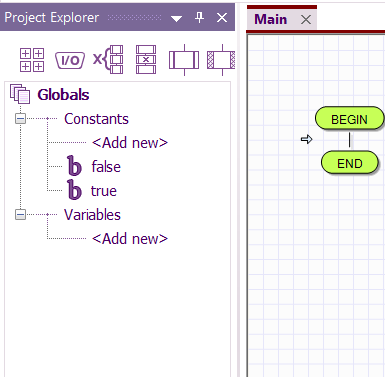 Project Explorer
I/O
X
Globals
Constants
<Add new>
b false
b true
Variables
<Add new>
Main
BEGIN
END